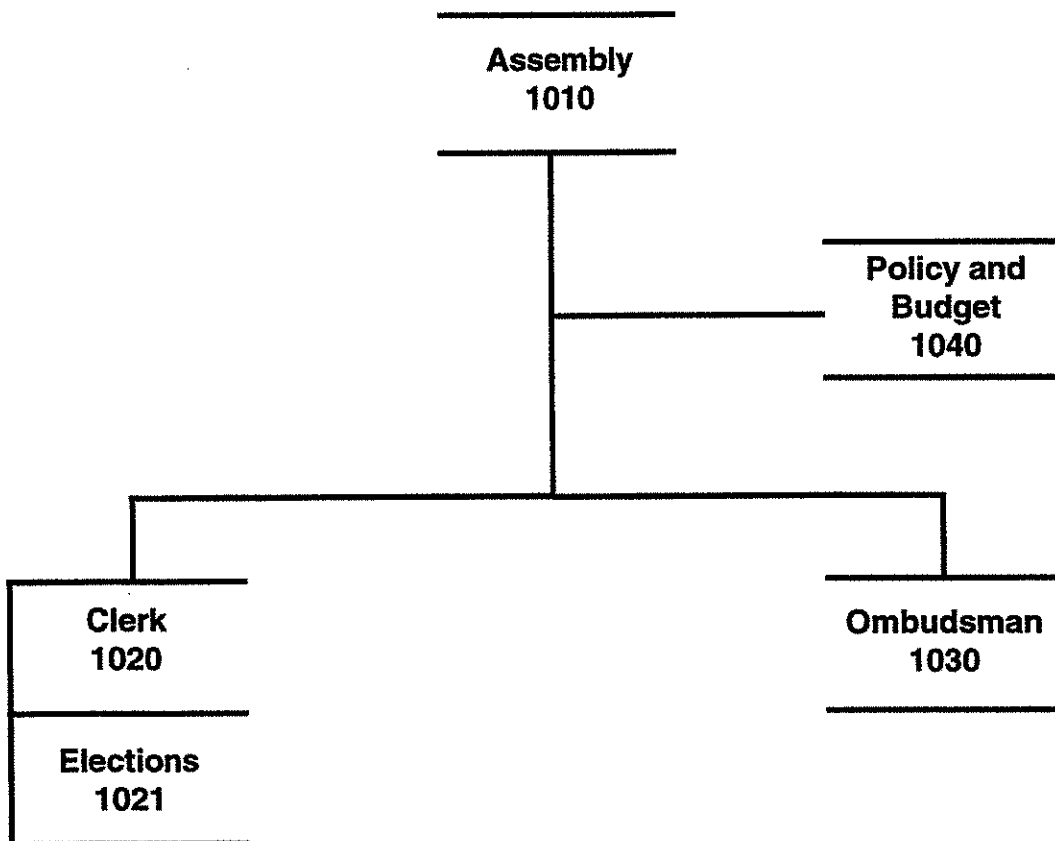 Assembly
1010
Policy and
Budget
1040
Clerk
1020
Ombudsman
1030
Elections
1021